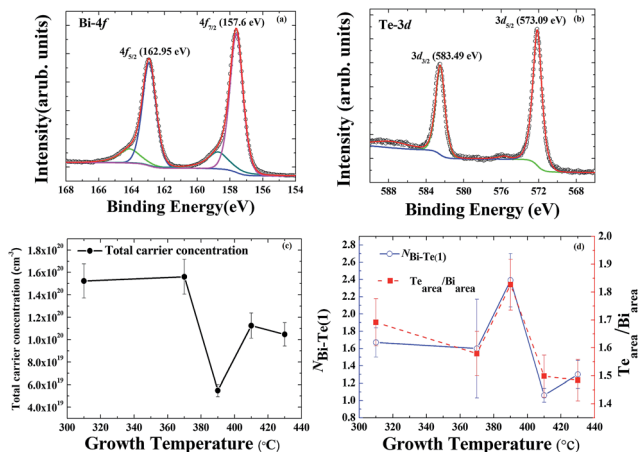 Bi-4f
(a)
4f7/2 (157.6 eV)
4f5/2 (162.95 eV)
Intensity(arub. units)
168 166 164 162 160 158 156 154
Binding Energy(eV)
Te-3d
(b)
3d5/2 (573.09 eV)
3d3/2 (583.49 eV)
Intensity (arub. units)
588 584 580 576 572 568
Binding Energy (eV)
Total carrier concentration
(c)
Total carrier concentration (cm-3)
1.8x10^20
1.6x10^20
1.4x10^20
1.2x10^20
1.0x10^20
8.0x10^19
6.0x10^19
4.0x10^19
300 320 340 360 380 400 420 440
Growth Temperature (°C)
NBi-Te(1)
(d)
Tearea/Biarea
NBi-Te(1)
2.8
2.6
2.4
2.2
2.0
1.8
1.6
1.4
1.2
1.0
0.8
2.0
1.9
1.8
1.7
1.6
1.5
1.4
Tearea/Biarea
300 320 340 360 380 400 420 440
Growth Temperature (°C)